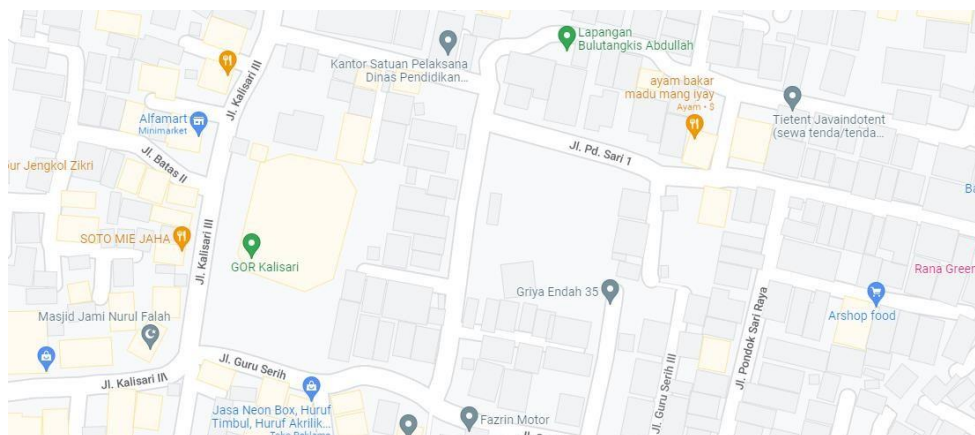 Lapangan
Bulutangkis Abdullah
Kantor Satuan Pelaksana
Dinas Pendidikan...
Jl. Kalisari III
ayam bakar
madu mang iyay
Ayam • $
Tietent Javaindotent
(sewa tenda/tenda...
Alfamart
Minimarket
Jl. Batas II
Jl. Pd. Sari 1
ur Jengkol Zikri
Ba
SOTO MIE JAHA
Jl. Kalisari III
GOR Kalisari
Rana Green
Griya Endah 35
Jl. Pondok Sari Raya
Arshop food
Masjid Jami Nurul Falah
Jl. Guru Serih
Jl. Guru Serih III
Jl. Kalisari II
Jasa Neon Box, Huruf
Timbul, Huruf Akrilik...
Fazrin Motor